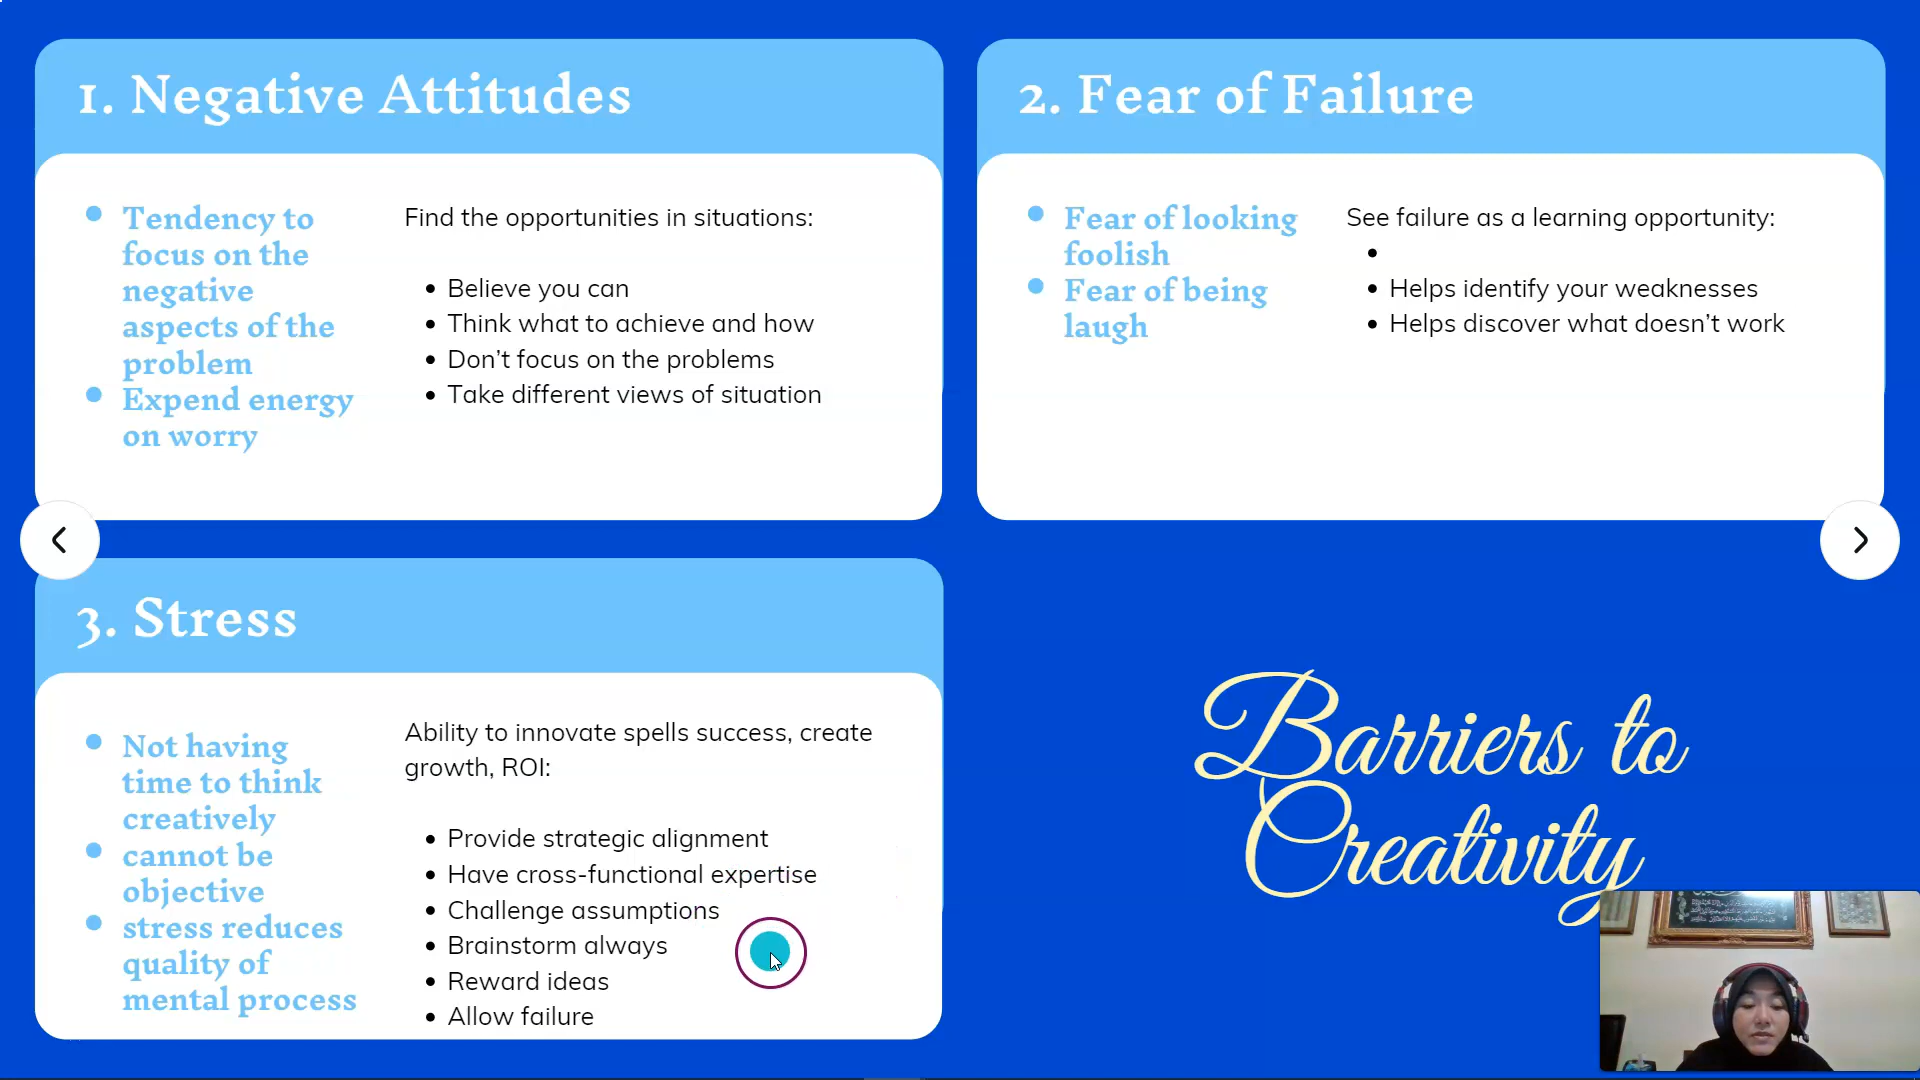 1. Negative Attitudes
Tendency to
focus on the
negative
aspects of the
problem
Expend energy
on worry
Find the opportunities in situations:
Believe you can
Think what to achieve and how
Don’t focus on the problems
Take different views of situation
2. Fear of Failure
Fear of looking
foolish
Fear of being
laugh
See failure as a learning opportunity:
Helps identify your weaknesses
Helps discover what doesn’t work
3. Stress
Not having
time to think
creatively
cannot be
objective
stress reduces
quality of
mental process
Ability to innovate spells success, create
growth, ROI:
Provide strategic alignment
Have cross-functional expertise
Challenge assumptions
Brainstorm always
Reward ideas
Allow failure
Barriers to
Creativity